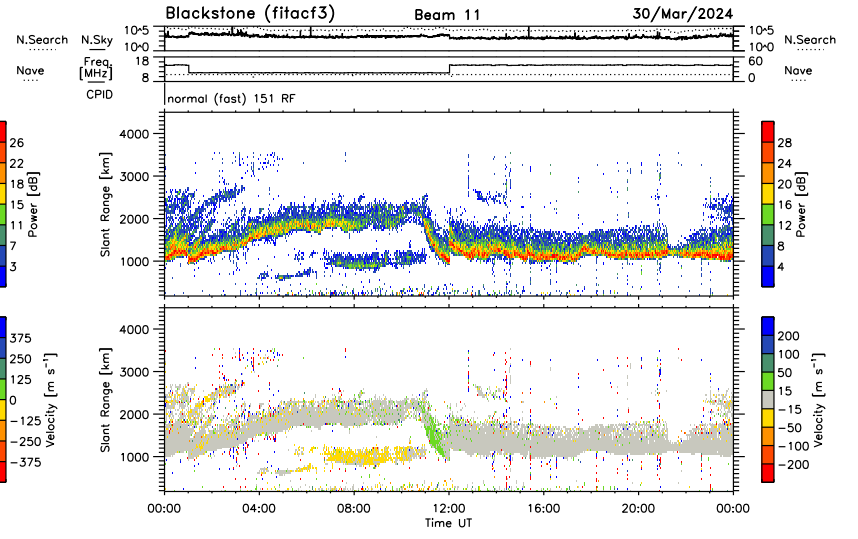 Blackstone (fitacf3) Beam 11 30/Mar/2024
N.Search N.Sky 10^5 10^5 N.Search
10^0 10^0
Nave Freq. 18 60 Nave
[MHz] 8 0
CPID normal (fast) 151 RF
Slant Range [km]
4000
3000
2000
1000
Power [dB]
26
22
18
15
11
7
3
Power [dB]
28
24
20
16
12
8
4
Slant Range [km]
4000
3000
2000
1000
Velocity [m s⁻¹]
375
250
125
0
−125
−250
−375
Velocity [m s⁻¹]
200
100
50
15
−15
−50
−100
−200
00:00 04:00 08:00 12:00 16:00 20:00 00:00
Time UT